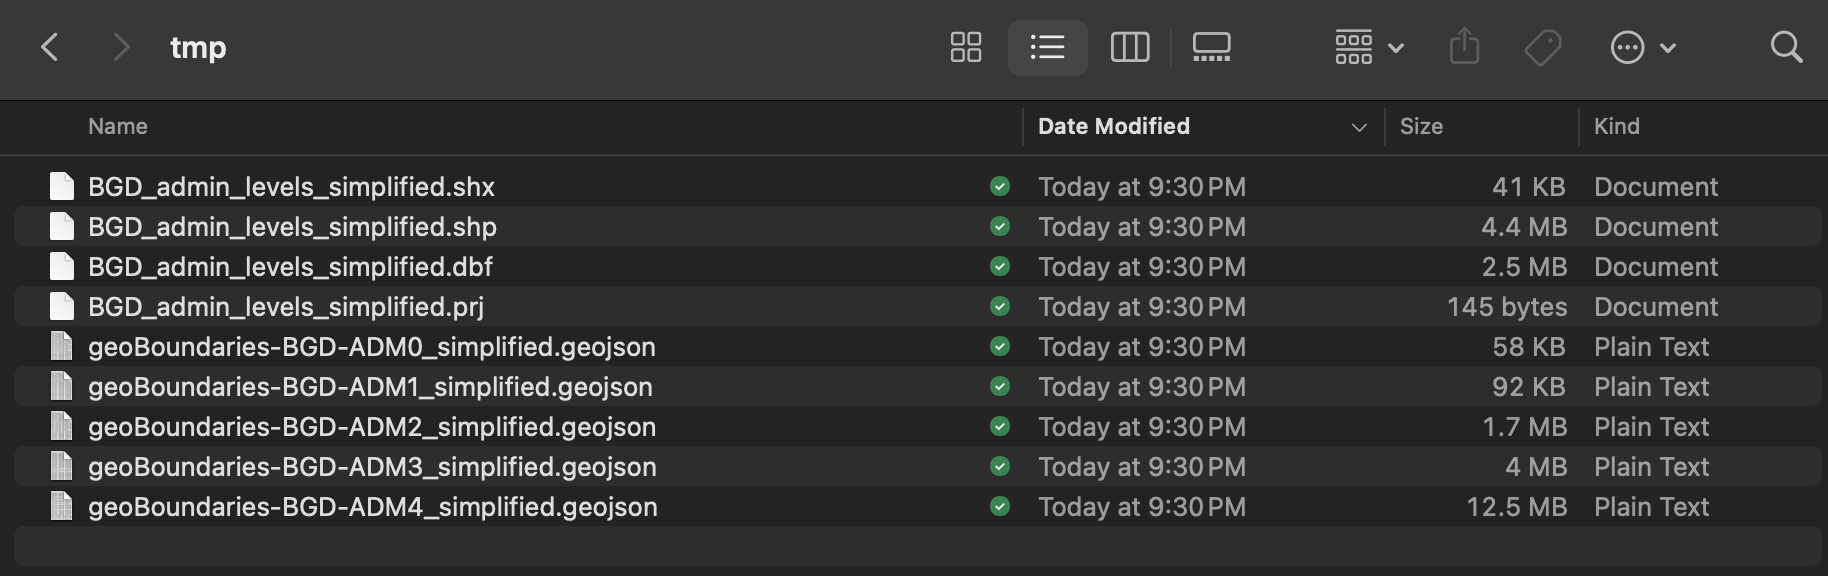 tmp
Name Date Modified Size Kind
BGD_admin_levels_simplified.shx Today at 9:30 PM 41 KB Document
BGD_admin_levels_simplified.shp Today at 9:30 PM 4.4 MB Document
BGD_admin_levels_simplified.dbf Today at 9:30 PM 2.5 MB Document
BGD_admin_levels_simplified.prj Today at 9:30 PM 145 bytes Document
geoBoundaries-BGD-ADM0_simplified.geojson Today at 9:30 PM 58 KB Plain Text
geoBoundaries-BGD-ADM1_simplified.geojson Today at 9:30 PM 92 KB Plain Text
geoBoundaries-BGD-ADM2_simplified.geojson Today at 9:30 PM 1.7 MB Plain Text
geoBoundaries-BGD-ADM3_simplified.geojson Today at 9:30 PM 4 MB Plain Text
geoBoundaries-BGD-ADM4_simplified.geojson Today at 9:30 PM 12.5 MB Plain Text